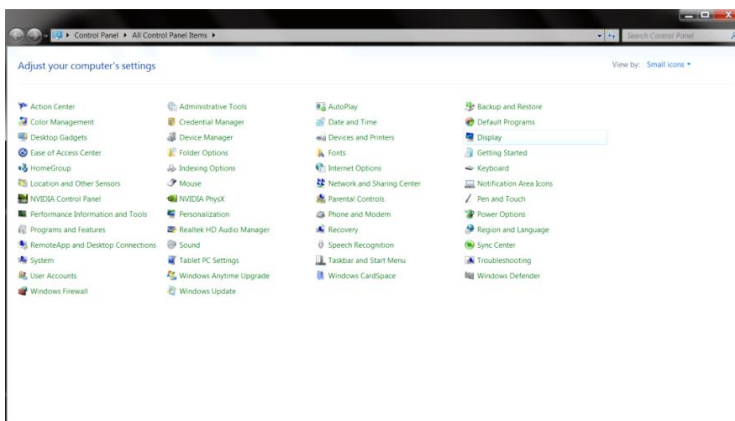 Control Panel ▸ All Control Panel Items ▸
Search Control Panel
Adjust your computer's settings
View by: Small icons
Action Center
Administrative Tools
AutoPlay
Backup and Restore
Color Management
Credential Manager
Date and Time
Default Programs
Desktop Gadgets
Device Manager
Devices and Printers
Display
Ease of Access Center
Folder Options
Fonts
Getting Started
HomeGroup
Indexing Options
Internet Options
Keyboard
Location and Other Sensors
Mouse
Network and Sharing Center
Notification Area Icons
NVIDIA Control Panel
NVIDIA PhysX
Parental Controls
Pen and Touch
Performance Information and Tools
Personalization
Phone and Modem
Power Options
Programs and Features
Realtek HD Audio Manager
Recovery
Region and Language
RemoteApp and Desktop Connections
Sound
Speech Recognition
Sync Center
System
Tablet PC Settings
Taskbar and Start Menu
Troubleshooting
User Accounts
Windows Anytime Upgrade
Windows CardSpace
Windows Defender
Windows Firewall
Windows Update